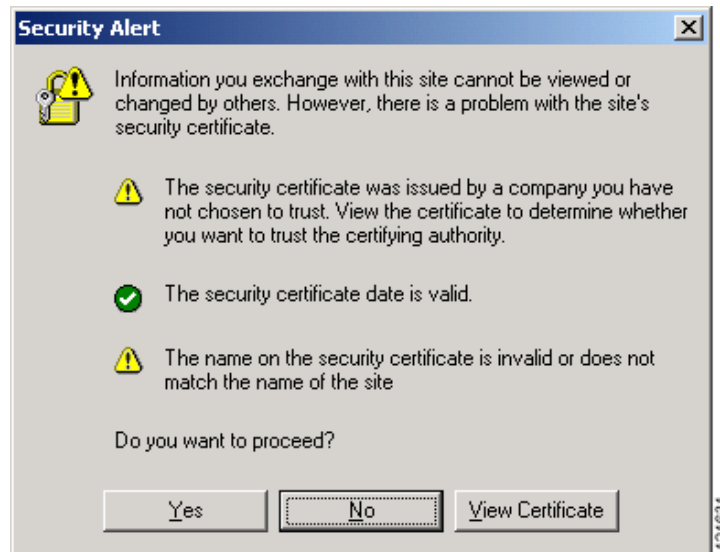 Security Alert
Information you exchange with this site cannot be viewed or
changed by others. However, there is a problem with the site's
security certificate.
The security certificate was issued by a company you have
not chosen to trust. View the certificate to determine whether
you want to trust the certifying authority.
The security certificate date is valid.
The name on the security certificate is invalid or does not
match the name of the site
Do you want to proceed?
Yes No View Certificate